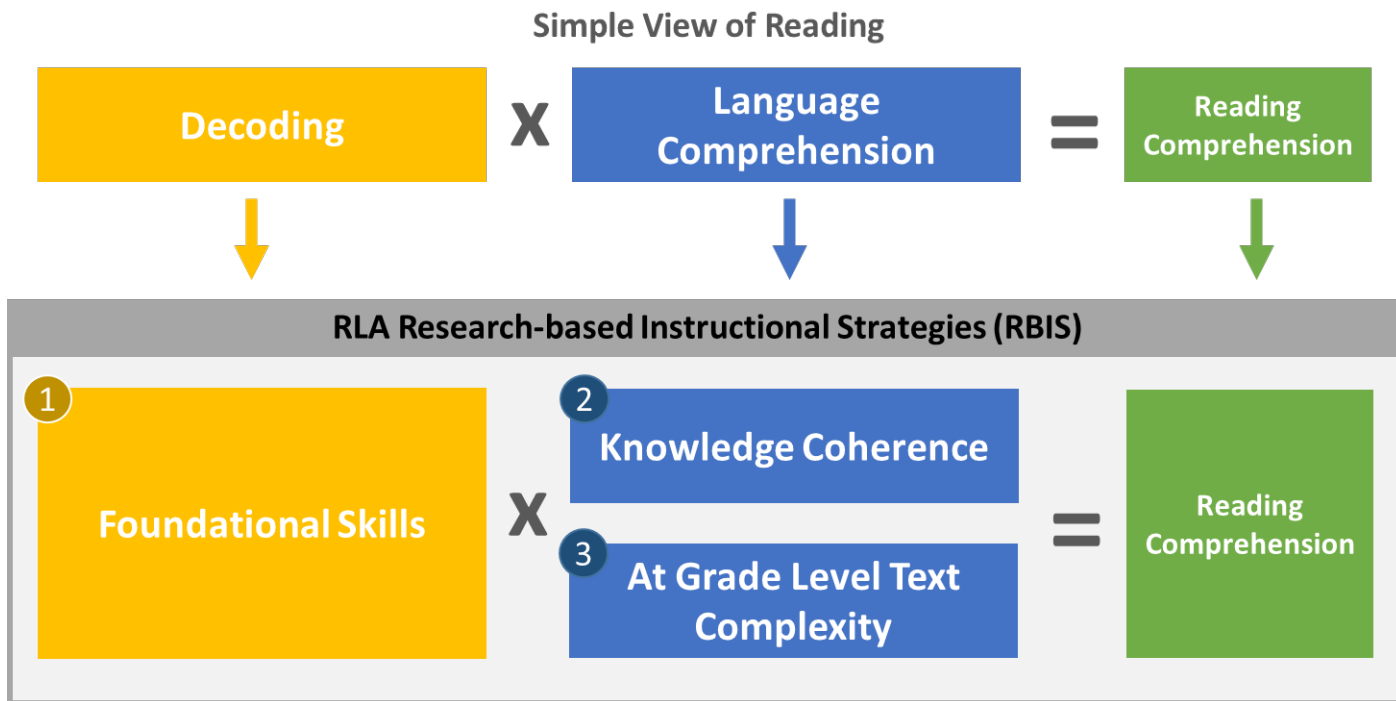 Simple View of Reading
Decoding
X
Language
Comprehension
=
Reading
Comprehension
RLA Research-based Instructional Strategies (RBIS)
1
Foundational Skills
X
2
Knowledge Coherence
3
At Grade Level Text
Complexity
=
Reading
Comprehension